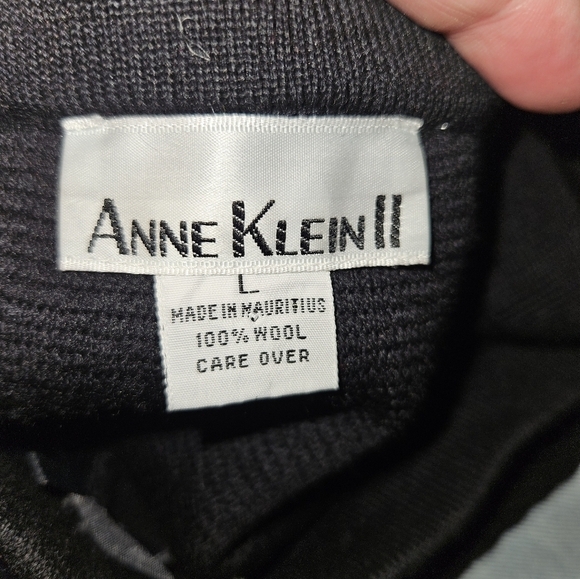 ANNE KLEIN II
L
MADE IN MAURITIUS
100% WOOL
CARE OVER